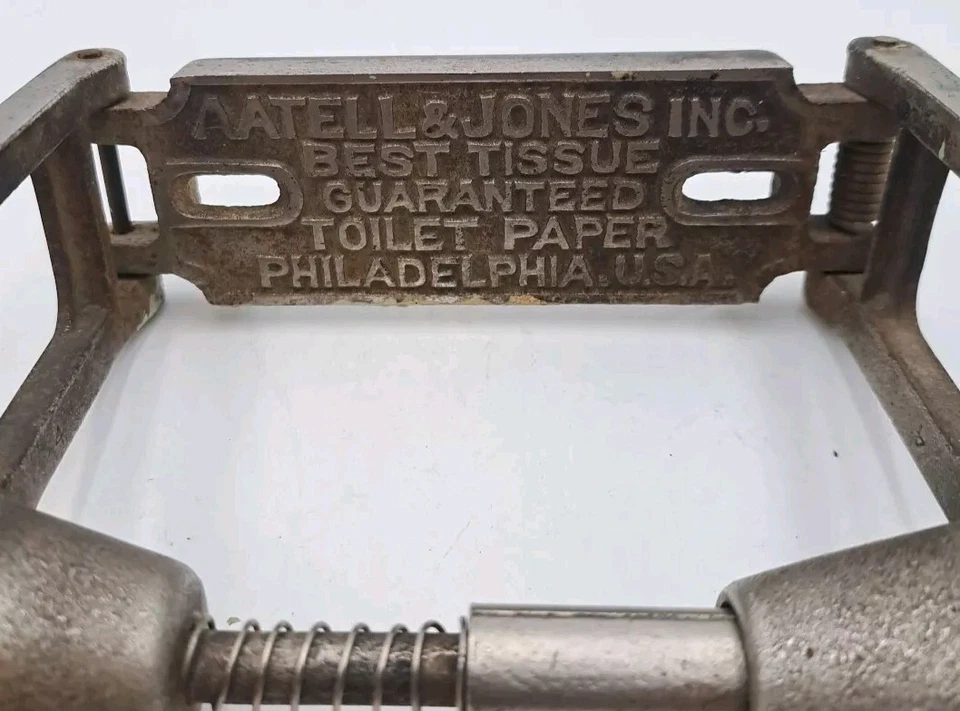 AATELL & JONES INC.
BEST TISSUE
GUARANTEED
TOILET PAPER
PHILADELPHIA. U.S.A.